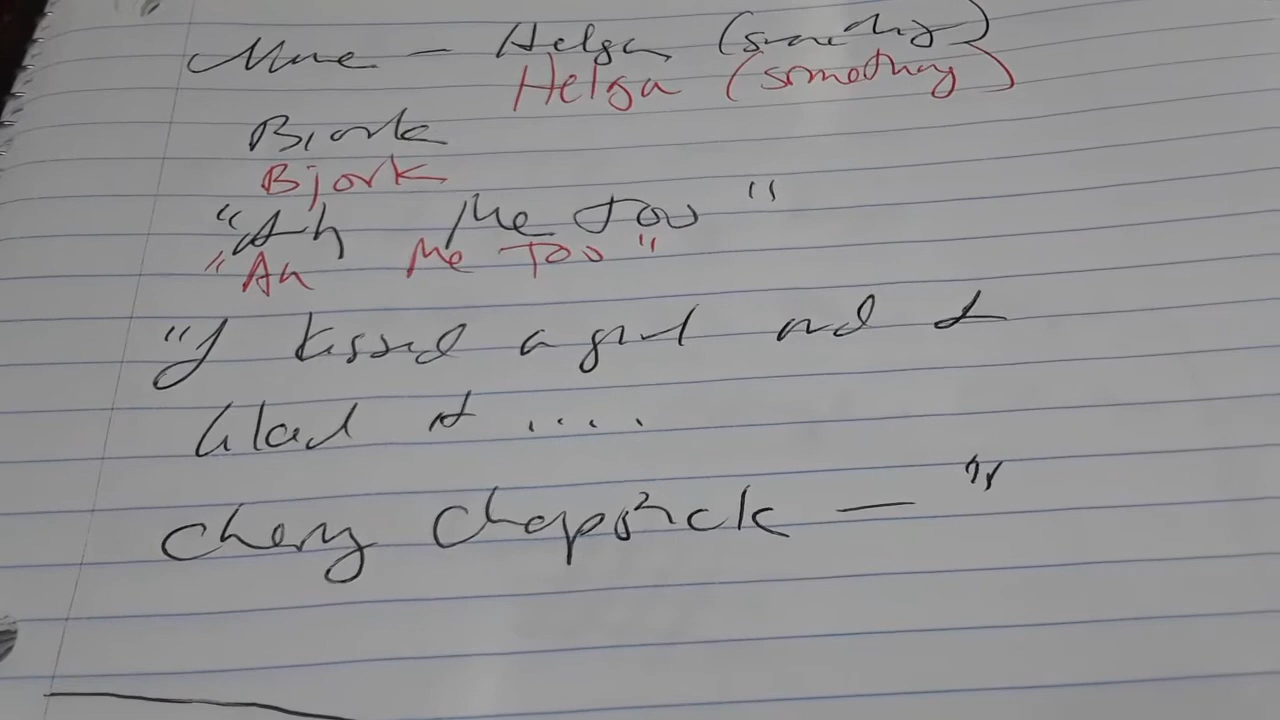 Mine — Helga (something)
Helga (something)
Bjork
Bjork
"Ah Me Too"
"Ah Me Too"
"I kissed a girl and I
liked it ....
Cherry Chapstick — "